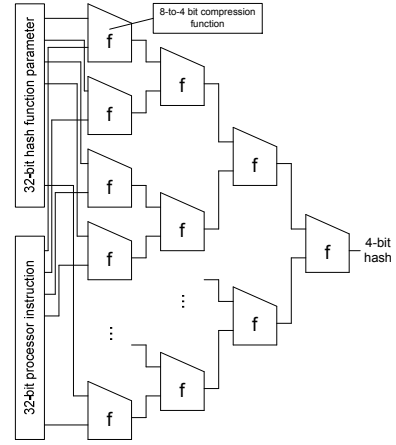 8-to-4 bit compression
function
32-bit hash function parameter
f
f
f
f
f
f
f
f
4-bit
hash
32-bit processor instruction
...
...
f
f
f